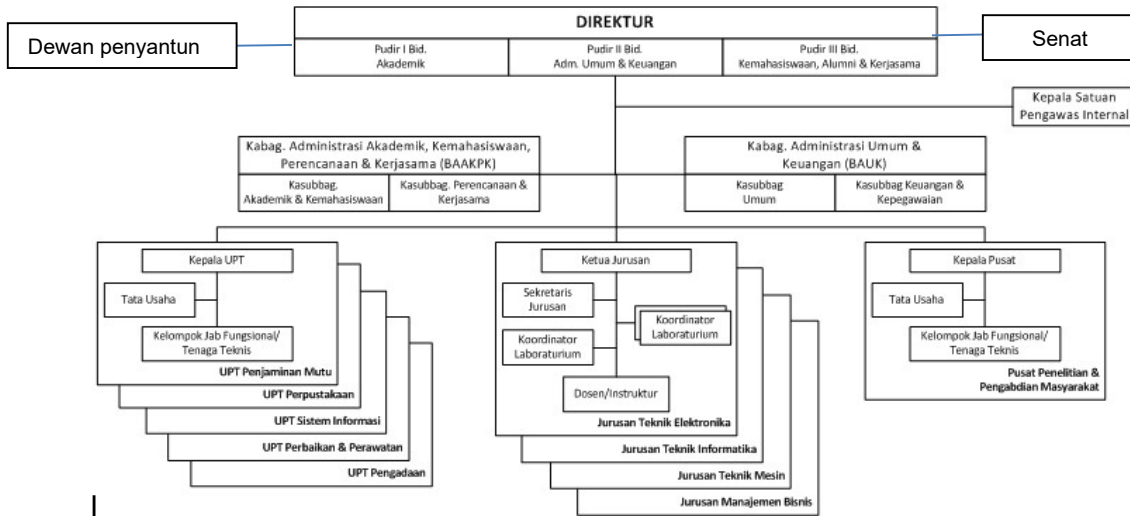 DIREKTUR
Dewan penyantun
Senat
Pudir I Bid.
Akademik
Pudir II Bid.
Adm. Umum & Keuangan
Pudir III Bid.
Kemahasiswaan, Alumni & Kerjasama
Kepala Satuan
Pengawas Internal
Kabag. Administrasi Akademik, Kemahasiswaan,
Perencanaan & Kerjasama (BAAKPK)
Kasubbag.
Akademik & Kemahasiswaan
Kasubbag. Perencanaan &
Kerjasama
Kabag. Administrasi Umum &
Keuangan (BAUK)
Kasubbag
Umum
Kasubbag Keuangan &
Kepegawaian
Kepala UPT
Tata Usaha
Kelompok Jab Fungsional/
Tenaga Teknis
UPT Penjaminan Mutu
UPT Perpustakaan
UPT Sistem Informasi
UPT Perbaikan & Perawatan
UPT Pengadaan
Ketua Jurusan
Sekretaris
Jurusan
Koordinator
Laboraturium
Koordinator
Laboraturium
Dosen/Instruktur
Jurusan Teknik Elektronika
Jurusan Teknik Informatika
Jurusan Teknik Mesin
Jurusan Manajemen Bisnis
Kepala Pusat
Tata Usaha
Kelompok Jab Fungsional/
Tenaga Teknis
Pusat Penelitian &
Pengabdian Masyarakat